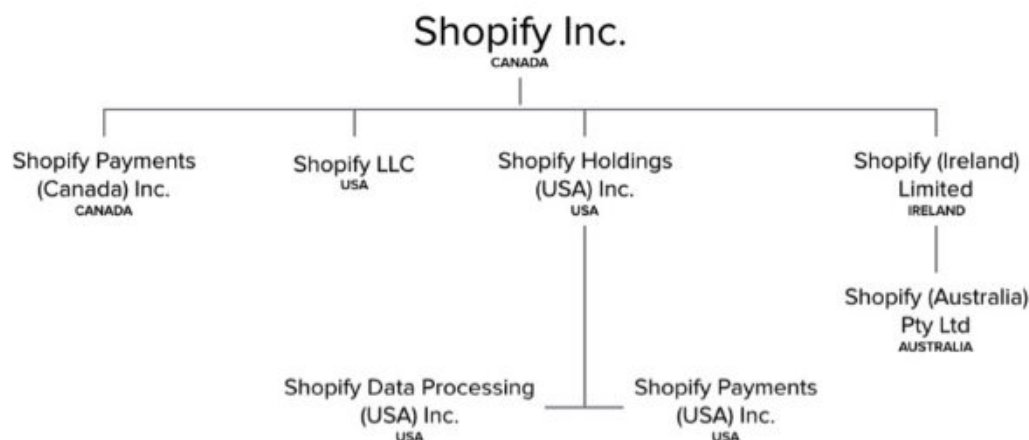 Shopify Inc.
CANADA
Shopify Payments
(Canada) Inc.
CANADA
Shopify LLC
USA
Shopify Holdings
(USA) Inc.
USA
Shopify (Ireland)
Limited
IRELAND
Shopify (Australia)
Pty Ltd
AUSTRALIA
Shopify Data Processing
(USA) Inc.
USA
Shopify Payments
(USA) Inc.
USA